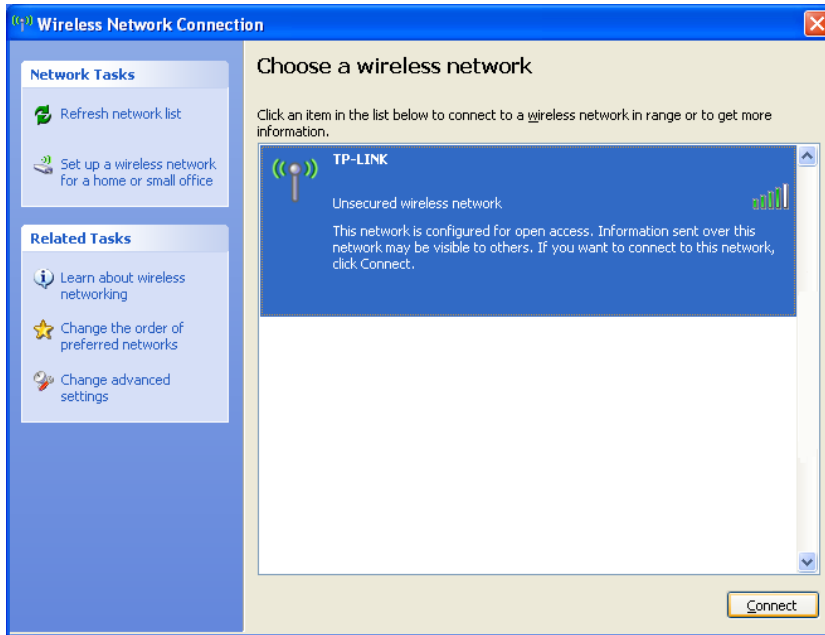 Wireless Network Connection
Network Tasks
Refresh network list
Set up a wireless network
for a home or small office
Related Tasks
Learn about wireless
networking
Change the order of
preferred networks
Change advanced
settings
Choose a wireless network
Click an item in the list below to connect to a wireless network in range or to get more
information.
TP-LINK
Unsecured wireless network
This network is configured for open access. Information sent over this
network may be visible to others. If you want to connect to this network,
click Connect.
Connect